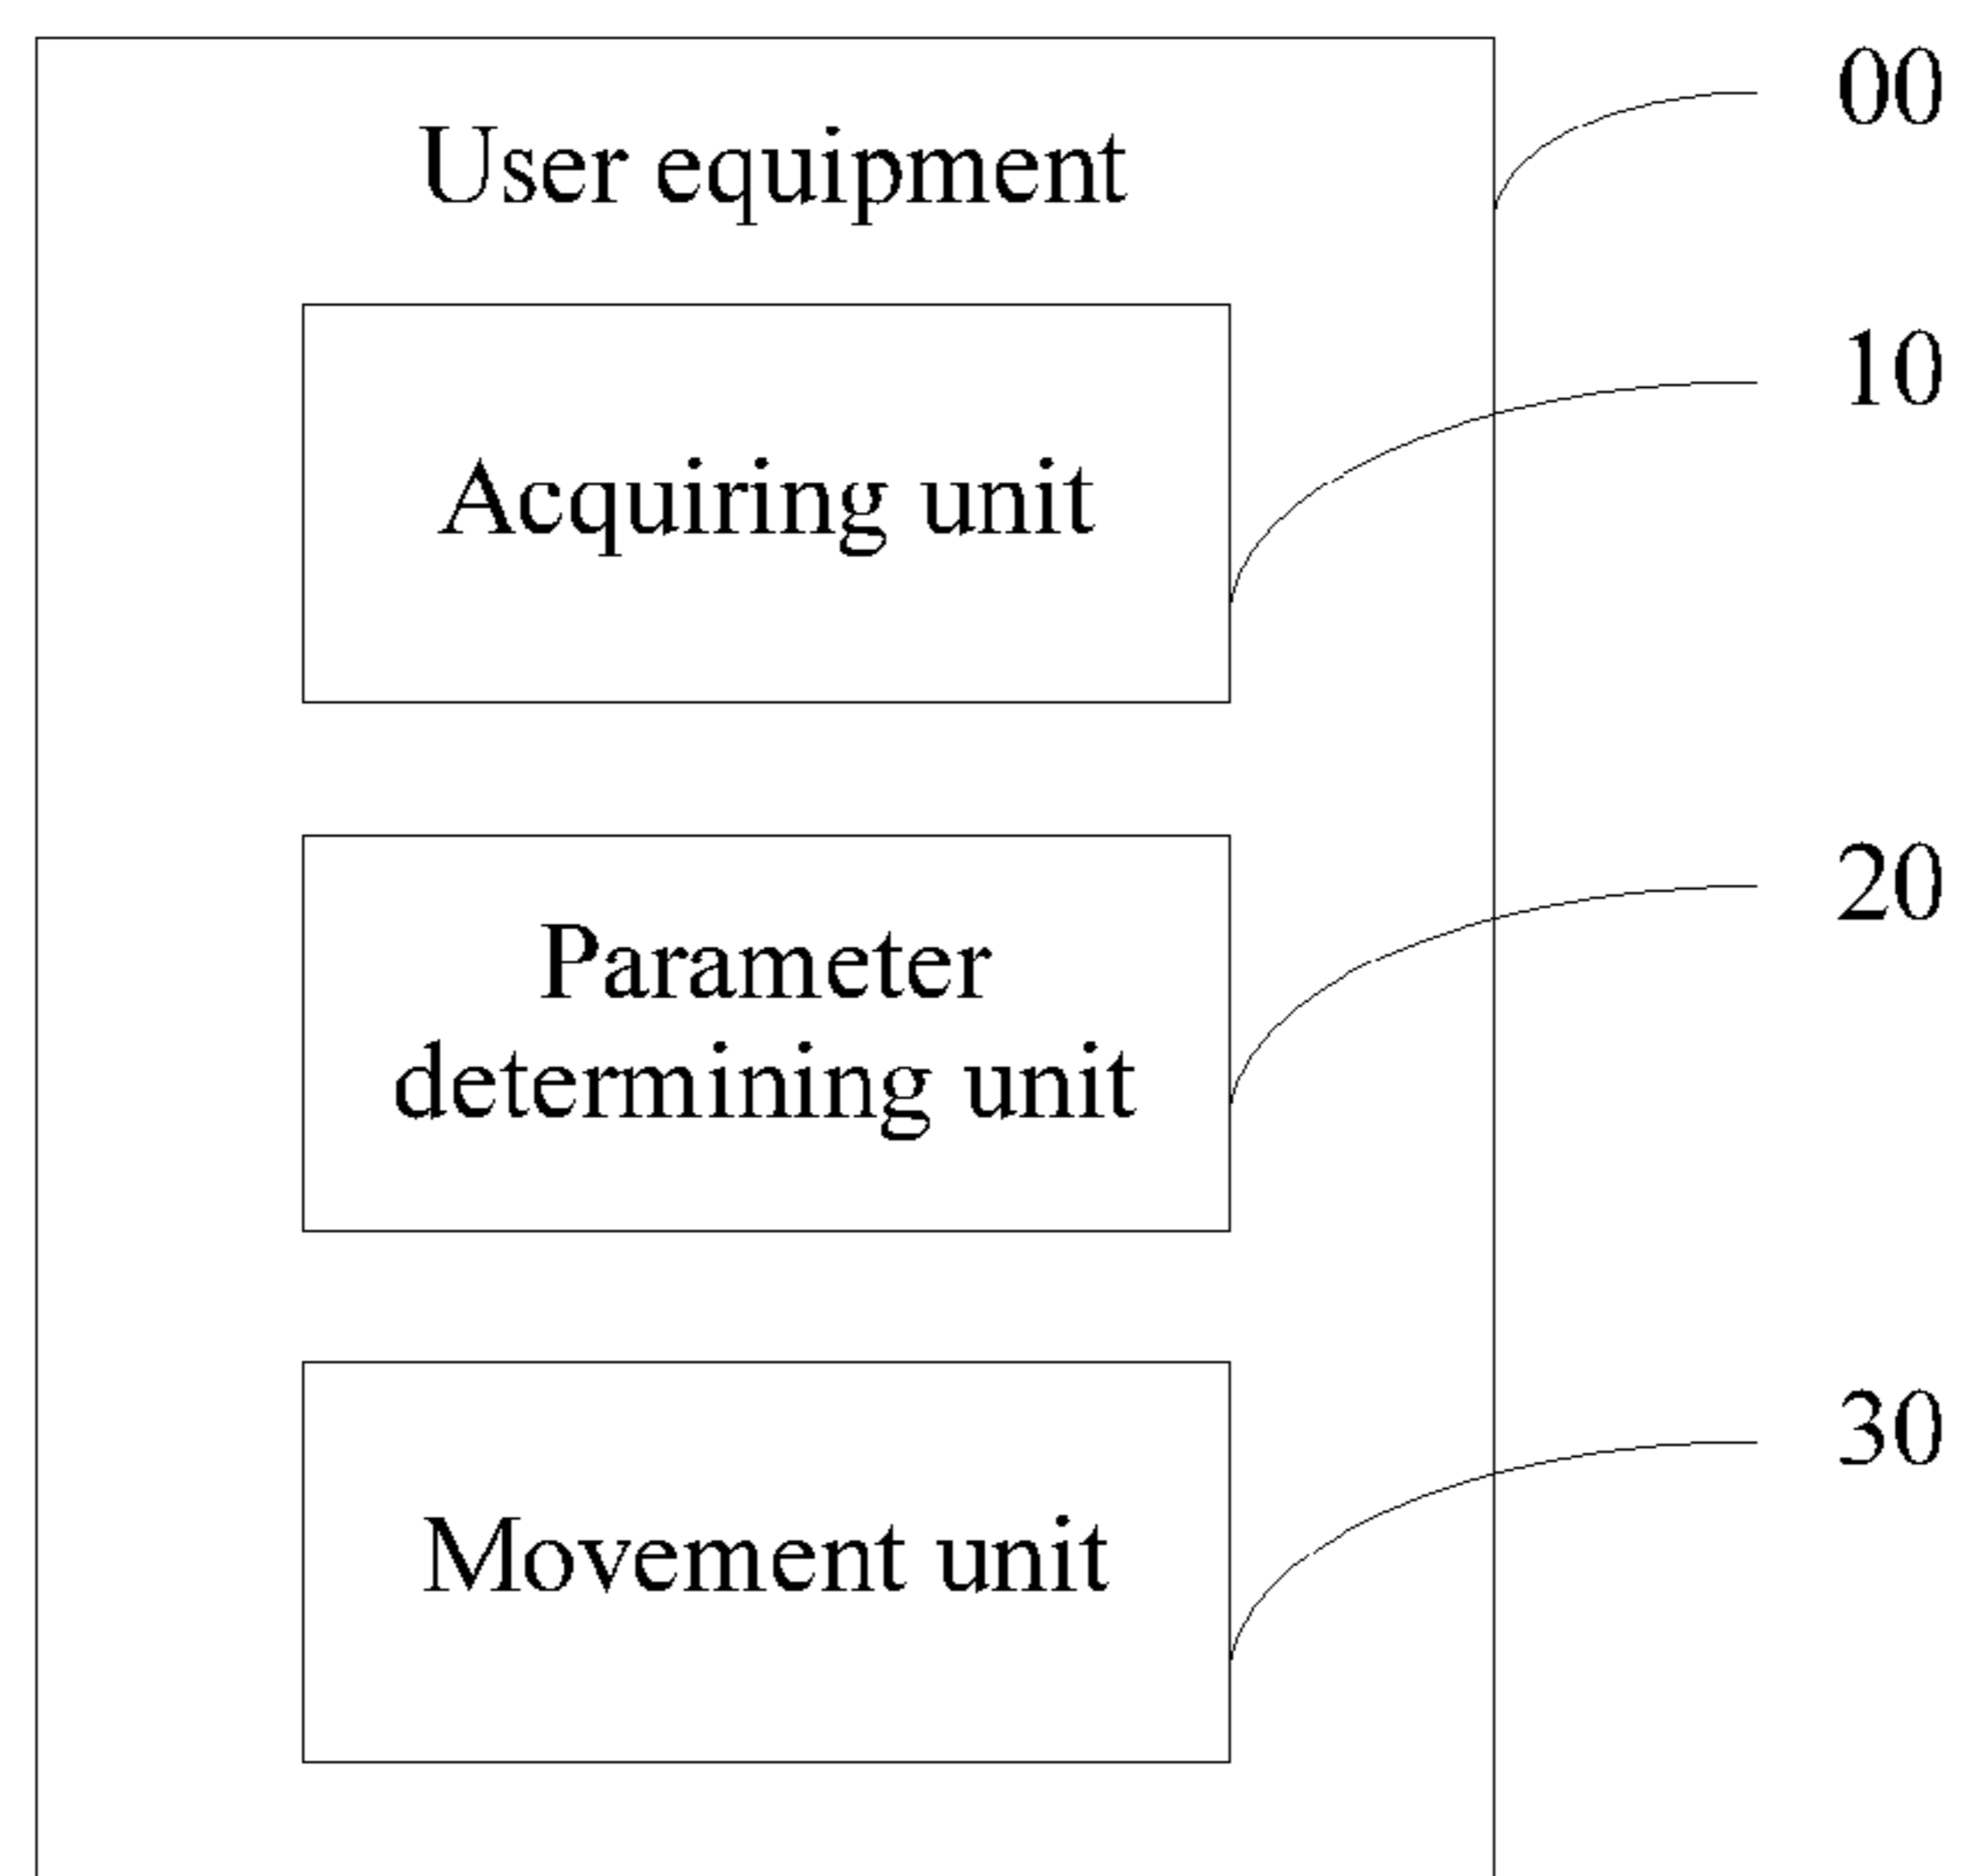 User equipment
00
Acquiring unit
10
Parameter
determining unit
20
Movement unit
30